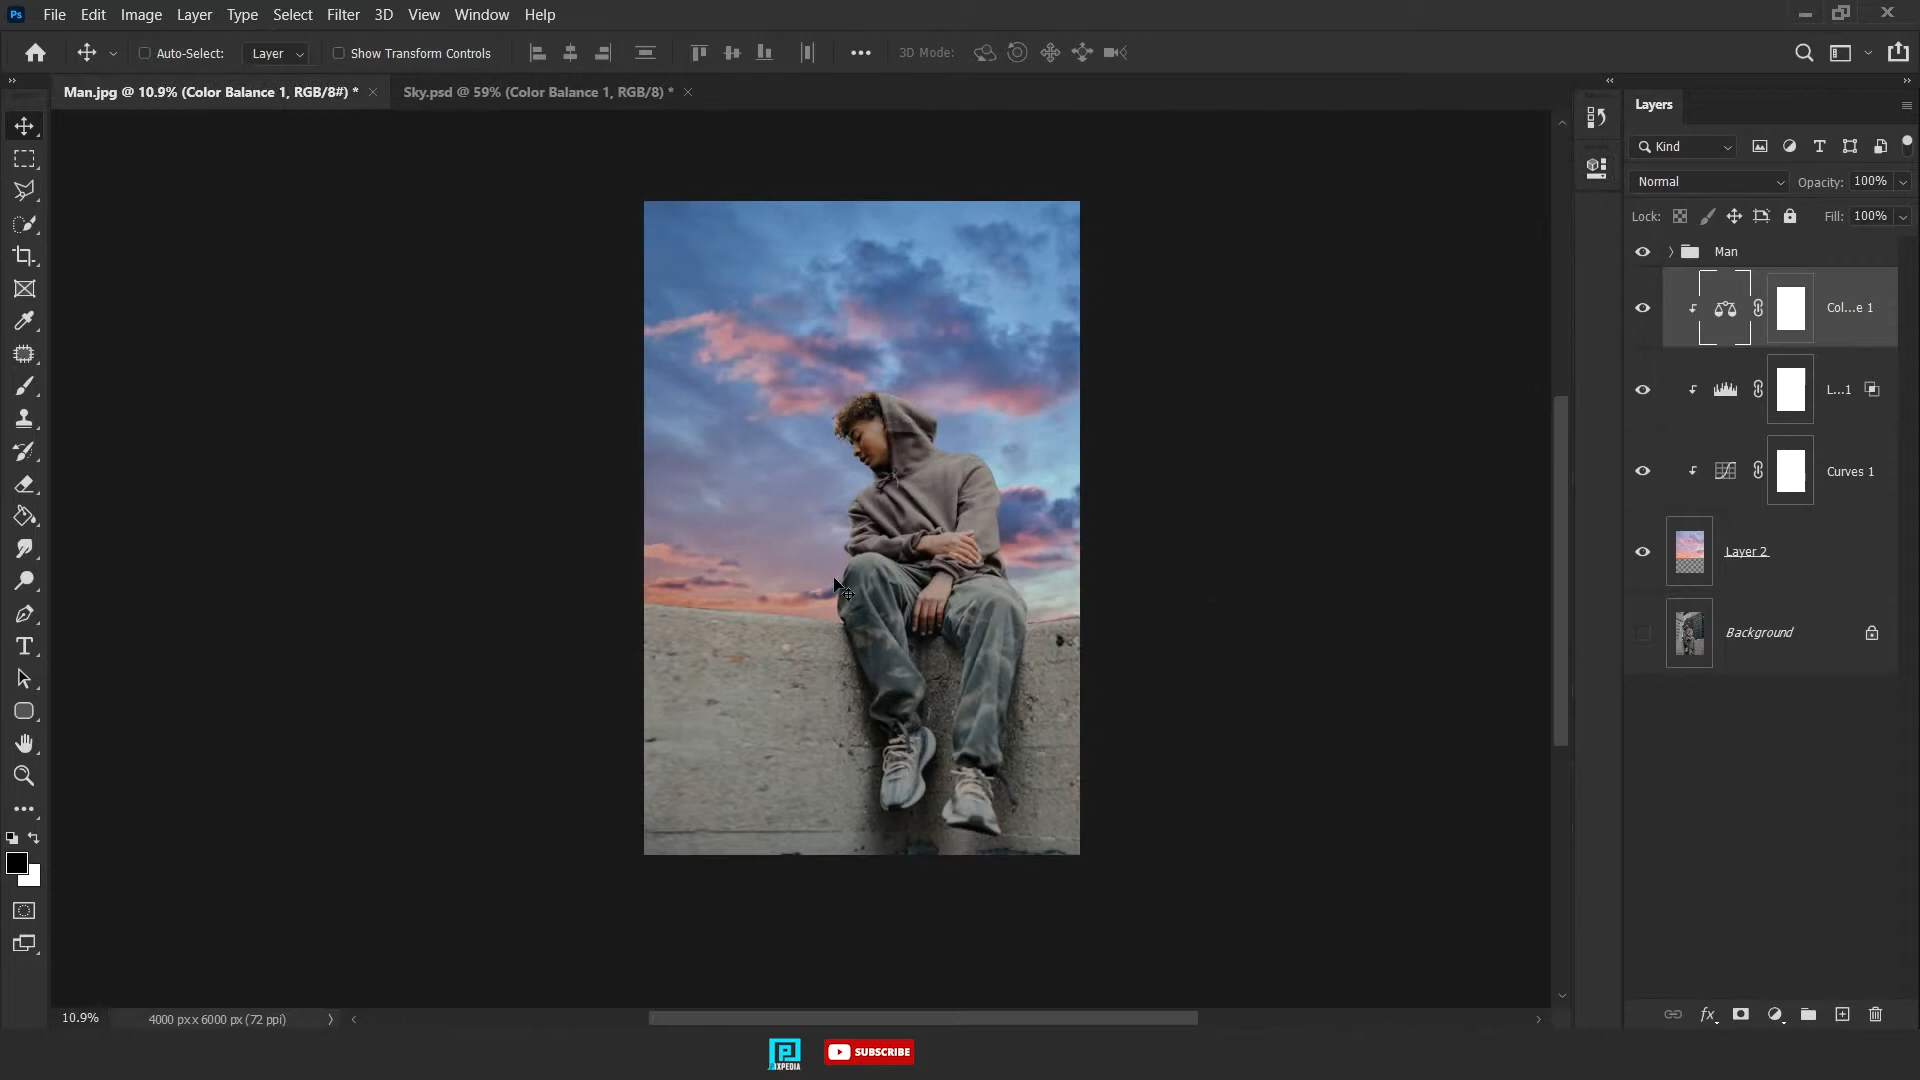 Ps File Edit Image Layer Type Select Filter 3D View Window Help
Auto-Select: Layer Show Transform Controls 3D Mode:
Man.jpg @ 10.9% (Color Balance 1, RGB/8#) * Sky.psd @ 59% (Color Balance 1, RGB/8) *
Layers
Kind
Normal Opacity: 100%
Lock: Fill: 100%
Man
Col...e 1
L...1
Curves 1
Layer 2
Background
fx
10.9% 4000 px x 6000 px (72 ppi)
PIXPEDIA SUBSCRIBE